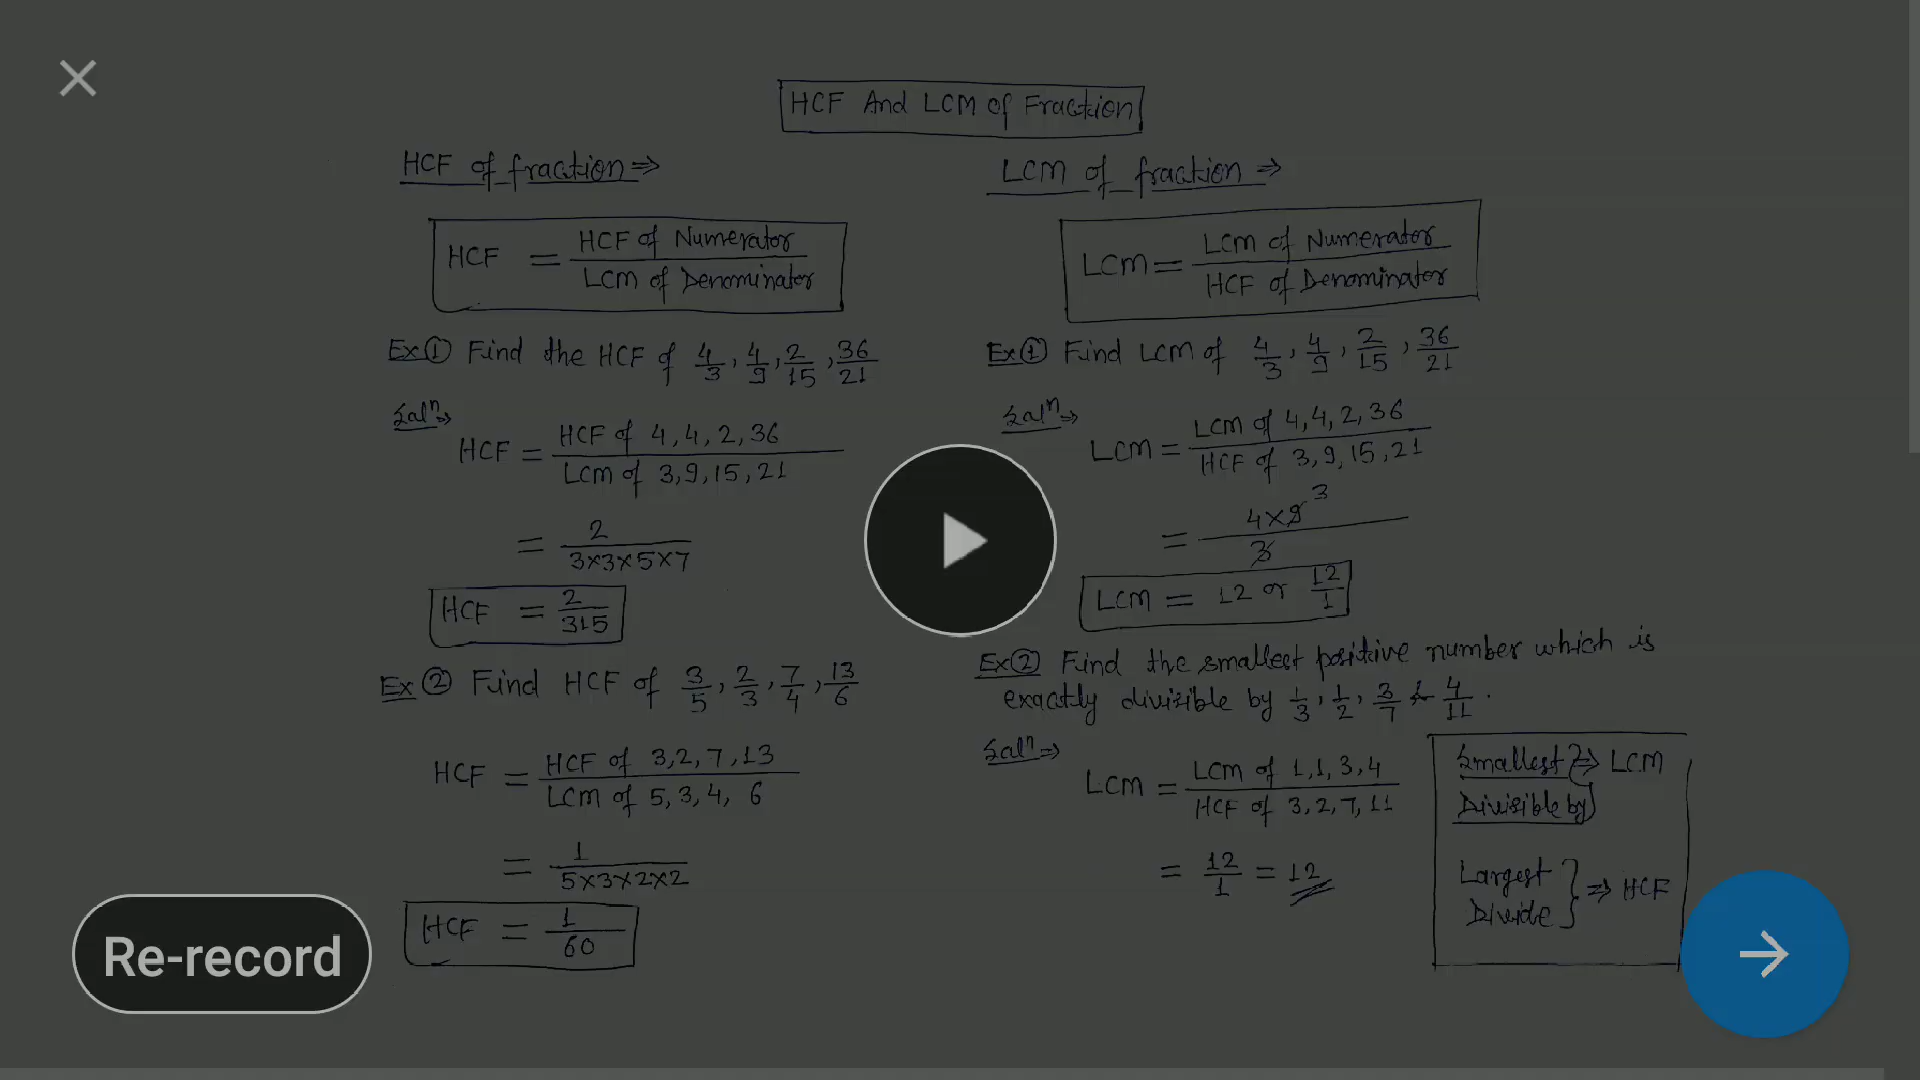 HCF And LCM of Fraction
HCF of fraction ⇒
HCF = HCF of Numerator / LCM of Denominator
Ex① Find the HCF of 4/3, 4/9, 2/15, 36/21
Solⁿ⇒
HCF = HCF of 4,4,2,36 / LCM of 3,9,15,21
= 2 / 3×3×5×7
HCF = 2/315
Ex② Find HCF of 3/5, 2/3, 7/4, 13/6
HCF = HCF of 3,2,7,13 / LCM of 5,3,4,6
= 1 / 5×3×2×2
HCF = 1/60
LCM of fraction ⇒
LCM = LCM of Numerator / HCF of Denominator
Ex① Find LCM of 4/3, 4/9, 2/15, 36/21
Solⁿ⇒
LCM = LCM of 4,4,2,36 / HCF of 3,9,15,21
= 4×9 3 / 3
LCM = 12 or 12/1
Ex② Find the smallest positive number which is
exactly divisible by 1/3, 1/2, 3/7 & 4/11.
Solⁿ⇒
LCM = LCM of 1,1,3,4 / HCF of 3,2,7,11
= 12/1 = 12
Smallest } ⇒ LCM
Divisible by
Largest } ⇒ HCF
Divide
Re-record